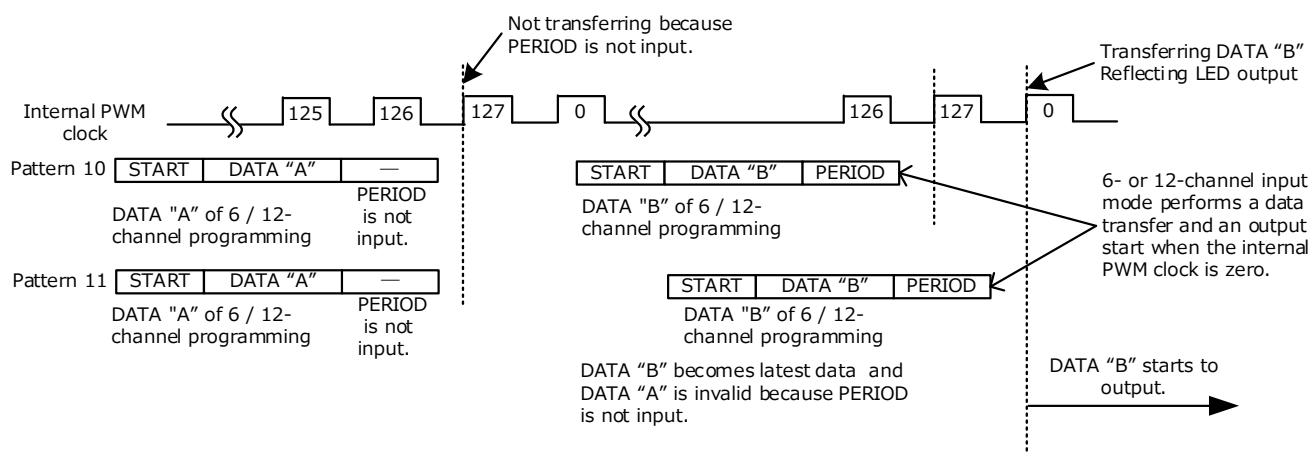 Not transferring because
PERIOD is not input.
Transferring DATA “B”
Reflecting LED output
Internal PWM
clock
125
126
127
0
126
127
0
Pattern 10
START
DATA “A”
—
START
DATA “B”
PERIOD
PERIOD
is not
input.
DATA "A" of 6 / 12-
channel programming
DATA "B" of 6 / 12-
channel programming
6- or 12-channel input
mode performs a data
transfer and an output
start when the internal
PWM clock is zero.
Pattern 11
START
DATA “A”
—
START
DATA “B”
PERIOD
PERIOD
is not
input.
DATA "A" of 6 / 12-
channel programming
DATA "B" of 6 / 12-
channel programming
DATA “B” becomes latest data and
DATA “A” is invalid because PERIOD
is not input.
DATA “B” starts to
output.